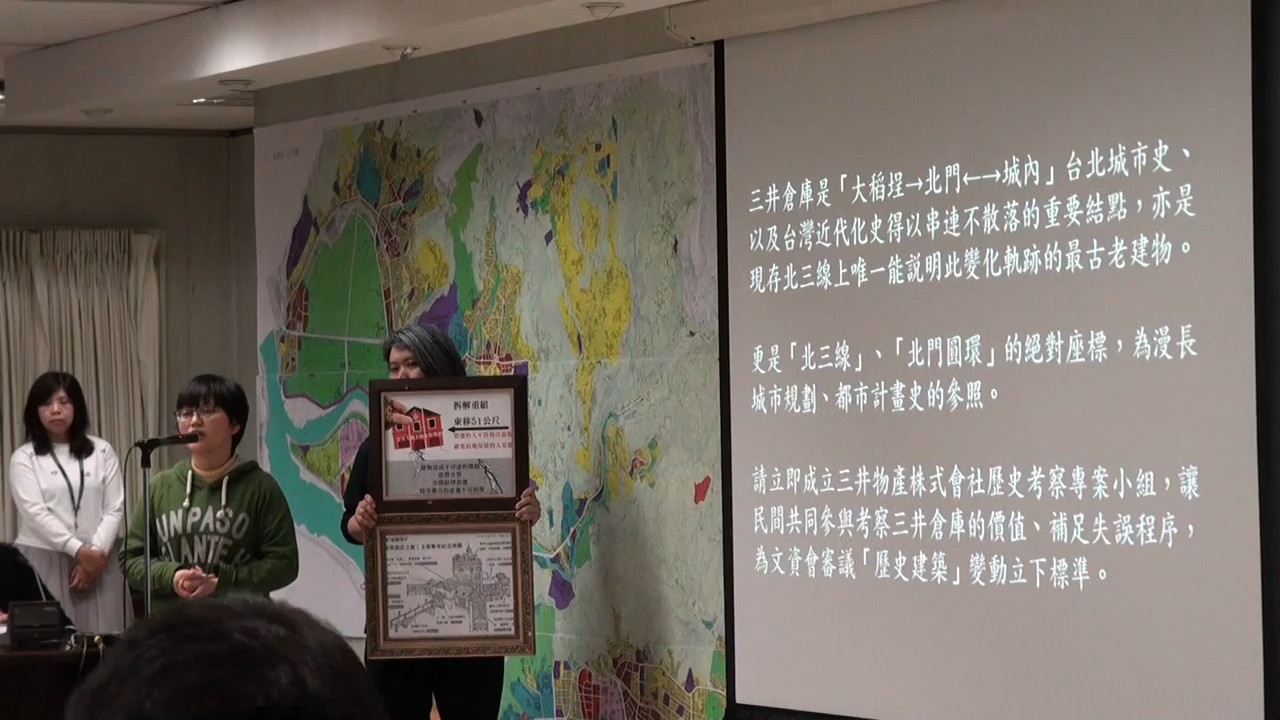 三井倉庫是「大稻埕→北門←→城內」台北城市史、
以及台灣近代化史得以串連不散落的重要結點，亦是
現存北三線上唯一能說明此變化軌跡的最古老建物。
更是「北三線」、「北門圓環」的絕對座標，為漫長
城市規劃、都市計畫史的參照。
請立即成立三井物產株式會社歷史考察專案小組，讓
民間共同參與考察三井倉庫的價值、補足失誤程序，
為文資會審議「歷史建築」變動立下標準。
拆解重組
東移51公尺
UNPASO